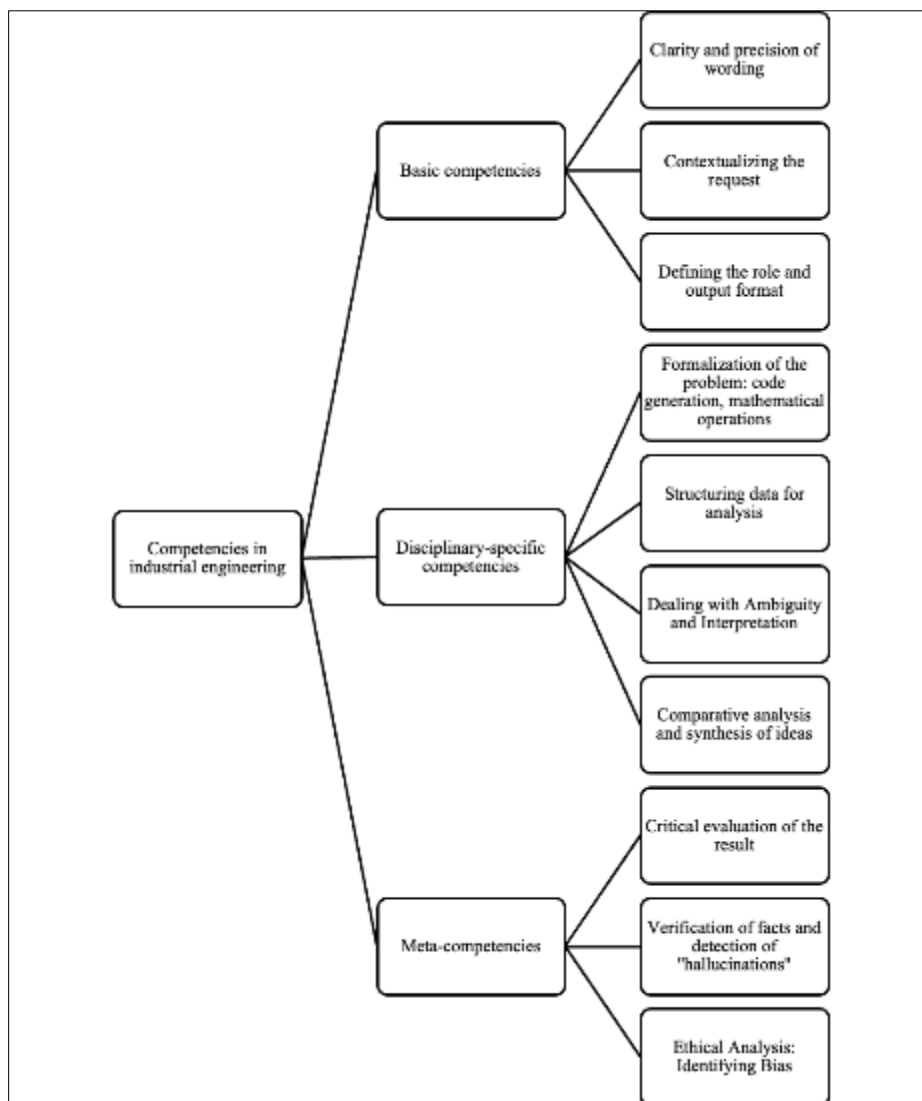 Clarity and precision of
wording
Basic competencies
Contextualizing the
request
Defining the role and
output format
Formalization of the
problem: code
generation, mathematical
operations
Structuring data for
analysis
Competencies in
industrial engineering
Disciplinary-specific
competencies
Dealing with Ambiguity
and Interpretation
Comparative analysis
and synthesis of ideas
Critical evaluation of the
result
Meta-competencies
Verification of facts and
detection of
"hallucinations"
Ethical Analysis:
Identifying Bias